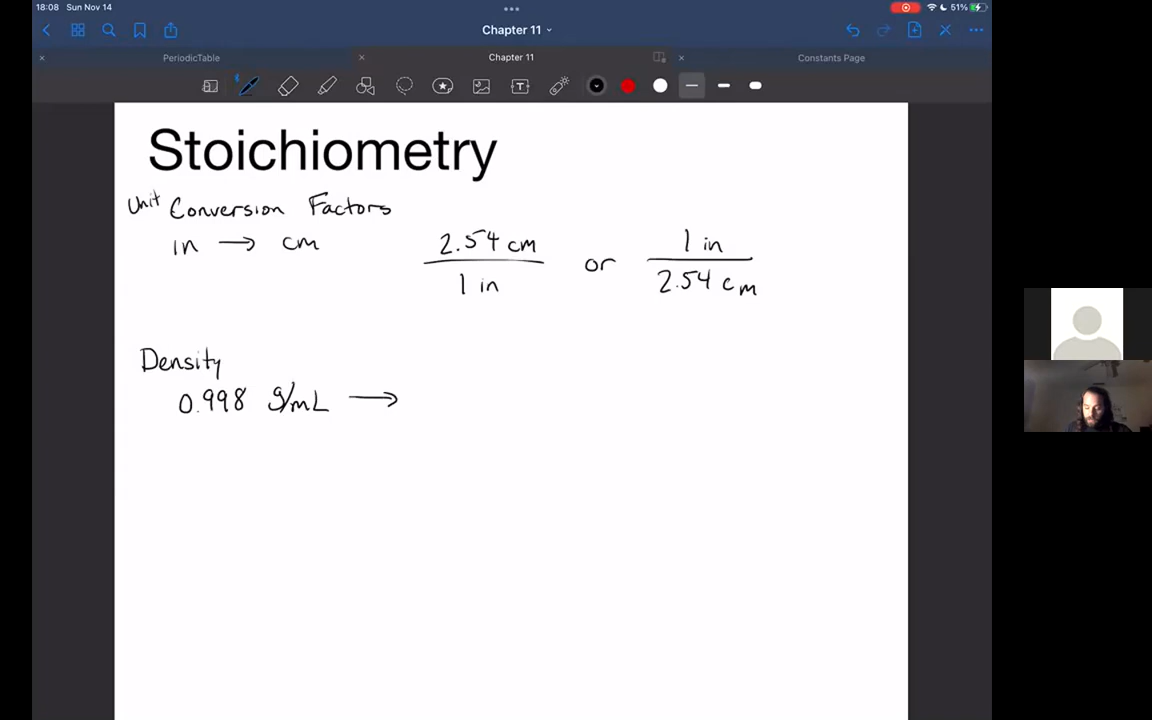 18:08 Sun Nov 14
51%
Chapter 11
PeriodicTable
Chapter 11
Constants Page
Stoichiometry
Unit Conversion Factors
in → cm
2.54 cm
1 in
or
1 in
2.54 cm
Density
0.998 g/mL →